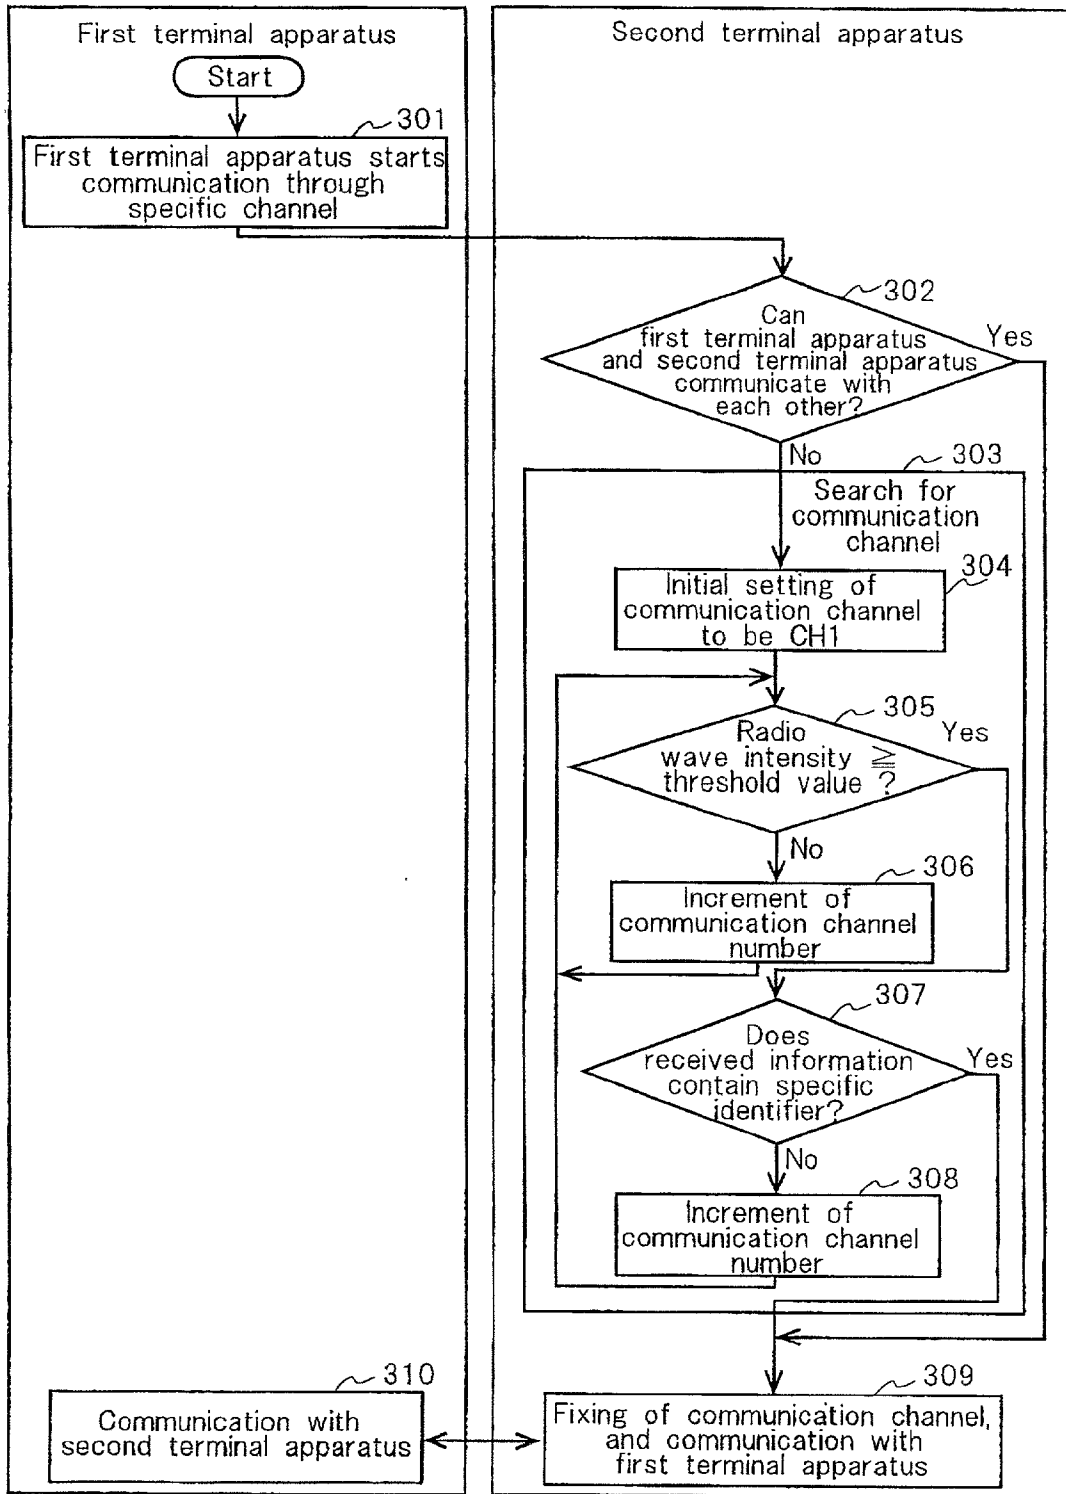 First terminal apparatus
Second terminal apparatus
Start
301
First terminal apparatus starts
communication through
specific channel
302
Can
first terminal apparatus
and second terminal apparatus
communicate with
each other?
Yes
No
303
Search for
communication
channel
304
Initial setting of
communication channel
to be CH1
305
Radio
wave intensity ≧
threshold value ?
Yes
No
306
Increment of
communication channel
number
307
Does
received information
contain specific
identifier?
Yes
No
308
Increment of
communication channel
number
310
Communication with
second terminal apparatus
309
Fixing of communication channel,
and communication with
first terminal apparatus